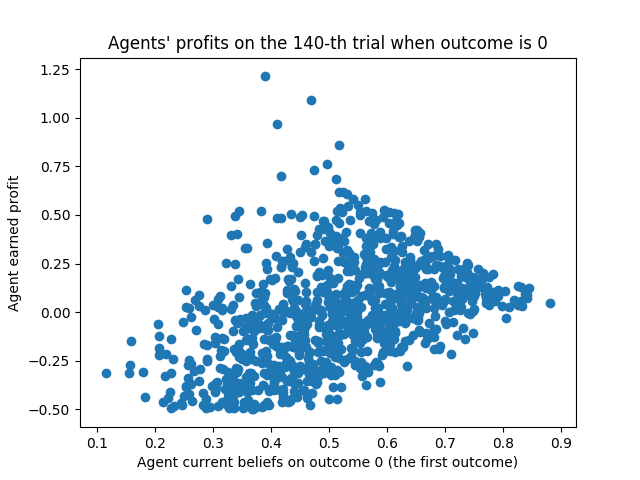 Agents' profits on the 140-th trial when outcome is 0
1.25
1.00
0.75
0.50
0.25
0.00
−0.25
−0.50
Agent earned profit
0.1 0.2 0.3 0.4 0.5 0.6 0.7 0.8 0.9
Agent current beliefs on outcome 0 (the first outcome)